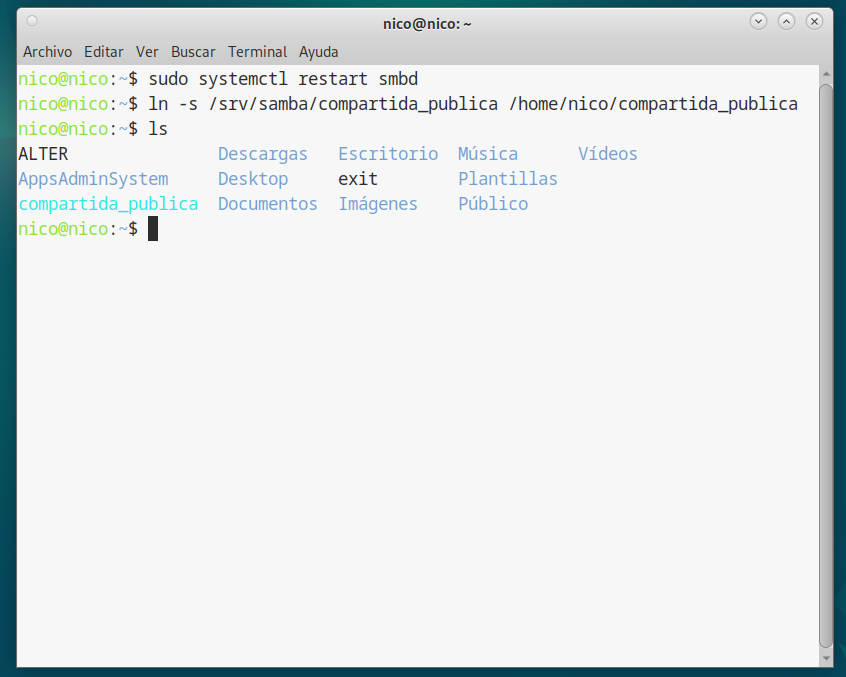 nico@nico: ~
Archivo Editar Ver Buscar Terminal Ayuda
nico@nico:~$ sudo systemctl restart smbd
nico@nico:~$ ln -s /srv/samba/compartida_publica /home/nico/compartida_publica
nico@nico:~$ ls
ALTER Descargas Escritorio Música Vídeos
AppsAdminSystem Desktop exit Plantillas
compartida_publica Documentos Imágenes Público
nico@nico:~$